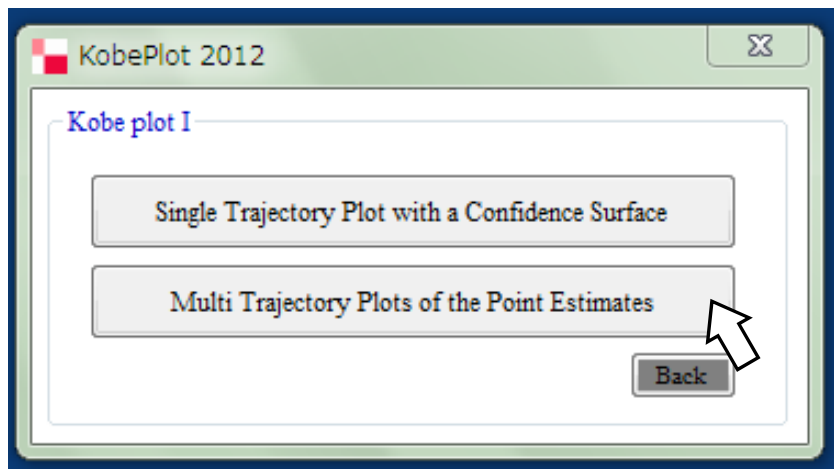 KobePlot 2012
Kobe plot I
Single Trajectory Plot with a Confidence Surface
Multi Trajectory Plots of the Point Estimates
Back